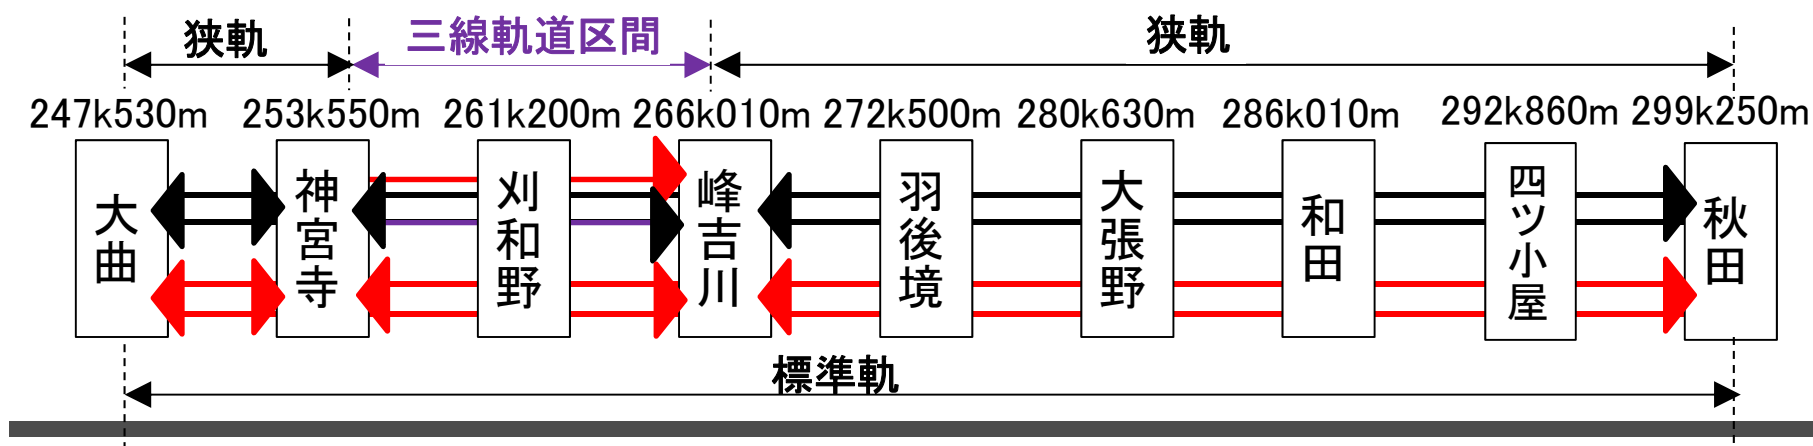 狭軌
三線軌道区間
狭軌
247k530m
253k550m
261k200m
266k010m
272k500m
280k630m
286k010m
292k860m
299k250m
大曲
神宮寺
刈和野
峰吉川
羽後境
大張野
和田
四ツ小屋
秋田
標準軌